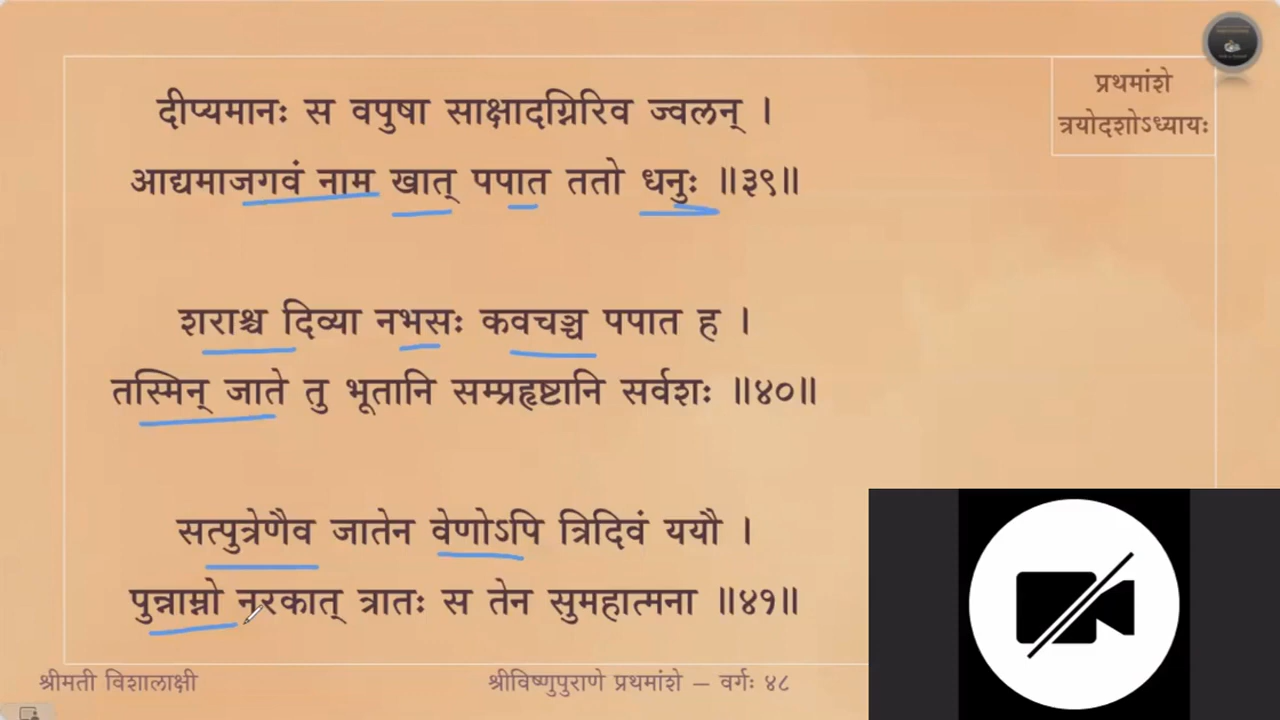 प्रथमांशे
त्रयोदशोऽध्यायः
दीप्यमानः स वपुषा साक्षादग्निरिव ज्वलन् ।
आद्यमाजगवं नाम खात् पपात ततो धनुः ॥३९॥
शराश्च दिव्या नभसः कवचञ्च पपात ह ।
तस्मिन् जाते तु भूतानि सम्प्रहृष्टानि सर्वशः ॥४०॥
सत्पुत्रेणैव जातेन वेणोऽपि त्रिदिवं ययौ ।
पुन्नाम्नो नरकात् त्रातः स तेन सुमहात्मना ॥४१॥
श्रीमती विशालाक्षी
श्रीविष्णुपुराणे प्रथमांशे – वर्गः ४८